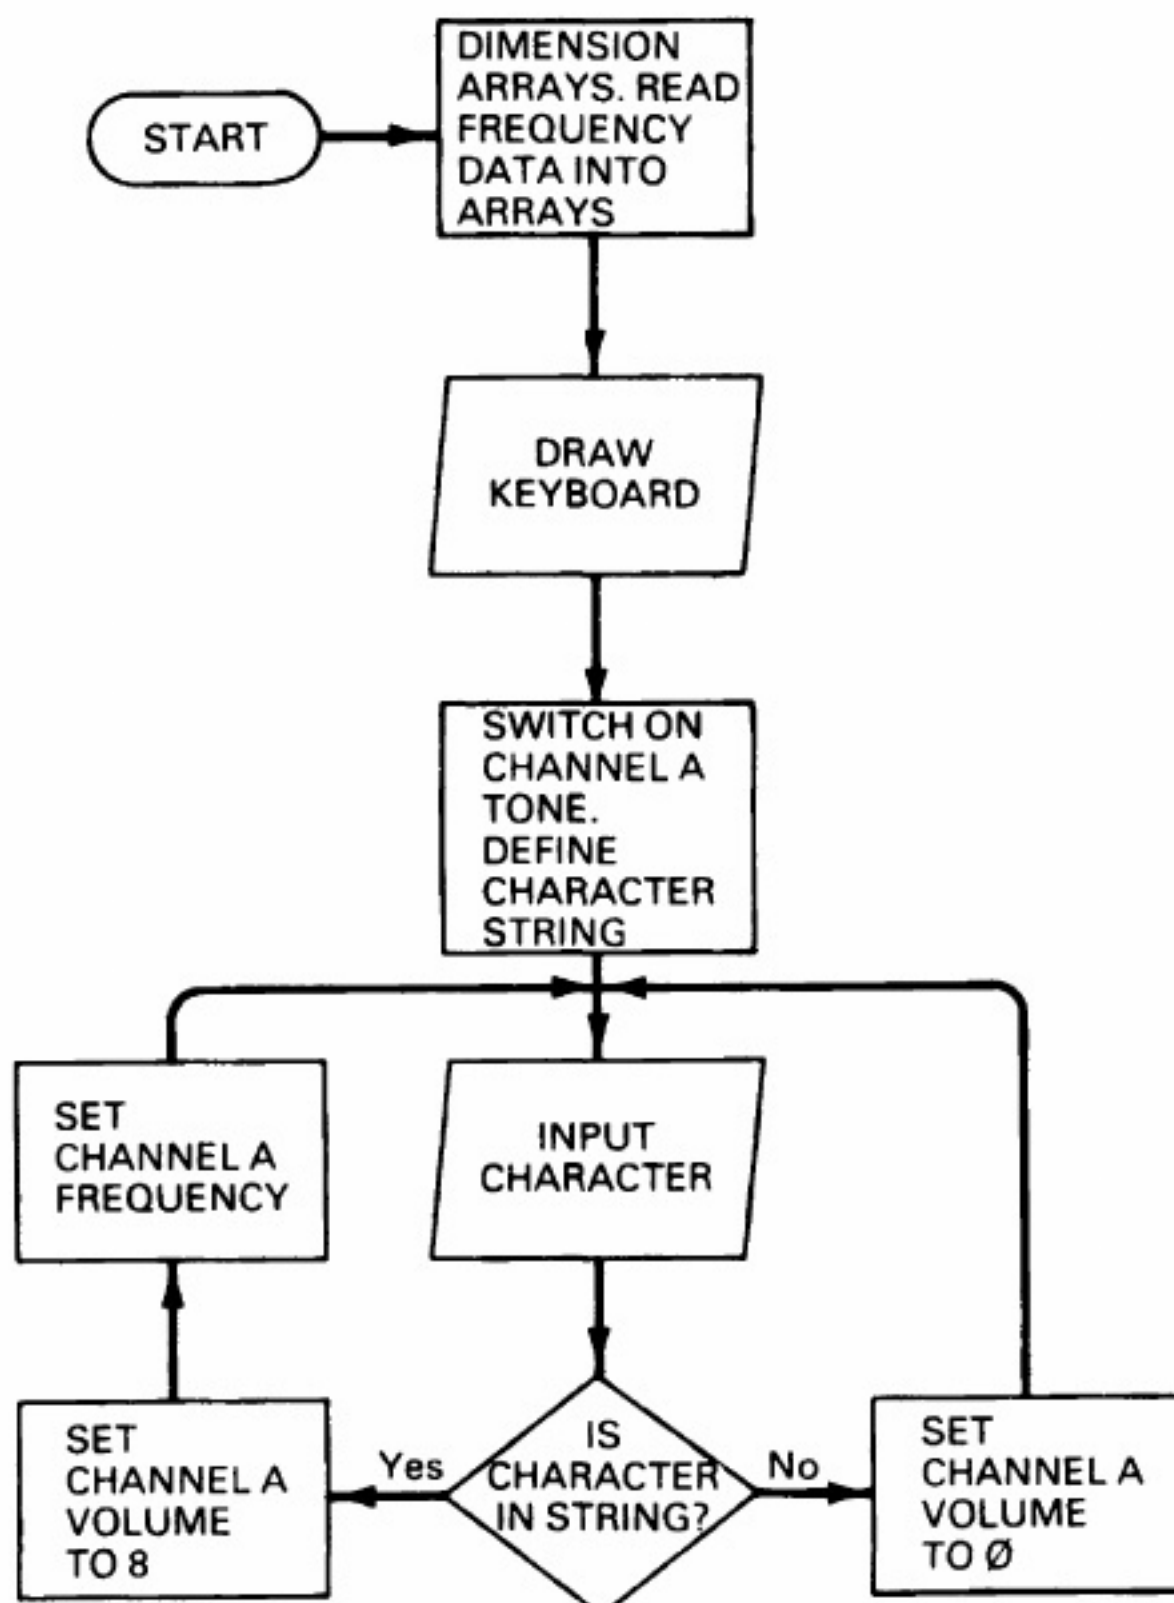 START
DIMENSION
ARRAYS. READ
FREQUENCY
DATA INTO
ARRAYS
DRAW
KEYBOARD
SWITCH ON
CHANNEL A
TONE.
DEFINE
CHARACTER
STRING
SET
CHANNEL A
FREQUENCY
INPUT
CHARACTER
SET
CHANNEL A
VOLUME
TO 8
Yes
IS
CHARACTER
IN STRING?
No
SET
CHANNEL A
VOLUME
TO Ø